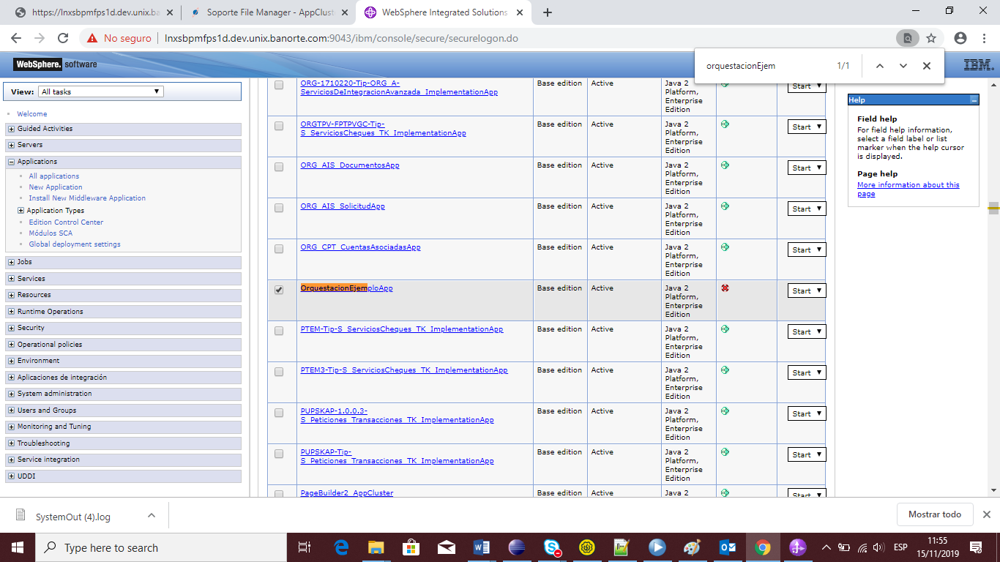 https://lnxsbpmfps1d.dev.unix.ba
Soporte File Manager - AppClust
WebSphere Integrated Solutions
No seguro
lnxsbpmfps1d.dev.unix.banorte.com:9043/ibm/console/secure/securelogon.do
orquestacionEjem
1/1
WebSphere. software
IBM.
View:
All tasks
Welcome
Guided Activities
Servers
Applications
All applications
New Application
Install New Middleware Application
Application Types
Edition Control Center
Módulos SCA
Global deployment settings
Jobs
Services
Resources
Runtime Operations
Security
Operational policies
Environment
Aplicaciones de integración
System administration
Users and Groups
Monitoring and Tuning
Troubleshooting
Service integration
UDDI
ORG-1710220-Tip-ORG_A-
ServiciosDeIntegracionAvanzada_ImplementationApp
Base edition
Active
Java 2
Platform,
Enterprise
Edition
Start
ORGTPV-FPTPVGC-Tip-
S_ServiciosCheques_TK_ImplementationApp
Base edition
Active
Java 2
Platform,
Enterprise
Edition
Start
ORG_AIS_DocumentosApp
Base edition
Active
Java 2
Platform,
Enterprise
Edition
Start
ORG_AIS_SolicitudApp
Base edition
Active
Java 2
Platform,
Enterprise
Edition
Start
ORG_CPT_CuentasAsociadasApp
Base edition
Active
Java 2
Platform,
Enterprise
Edition
Start
OrquestacionEjemploApp
Base edition
Active
Java 2
Platform,
Enterprise
Edition
Start
PTEM-Tip-S_ServiciosCheques_TK_ImplementationApp
Base edition
Active
Java 2
Platform,
Enterprise
Edition
Start
PTEM3-Tip-S_ServiciosCheques_TK_ImplementationApp
Base edition
Active
Java 2
Platform,
Enterprise
Edition
Start
PUPSKAP-1.0.0.3-
S_Peticiones_Transacciones_TK_ImplementationApp
Base edition
Active
Java 2
Platform,
Enterprise
Edition
Start
PUPSKAP-Tip-
S_Peticiones_Transacciones_TK_ImplementationApp
Base edition
Active
Java 2
Platform,
Enterprise
Edition
Start
PageBuilder2_AppCluster
Base edition
Active
Java 2
Start
Help
Field help
For field help information,
select a field label or list
marker when the help cursor
is displayed.
Page help
More information about this
page
SystemOut (4).log
Mostrar todo
Type here to search
ESP
11:55
15/11/2019